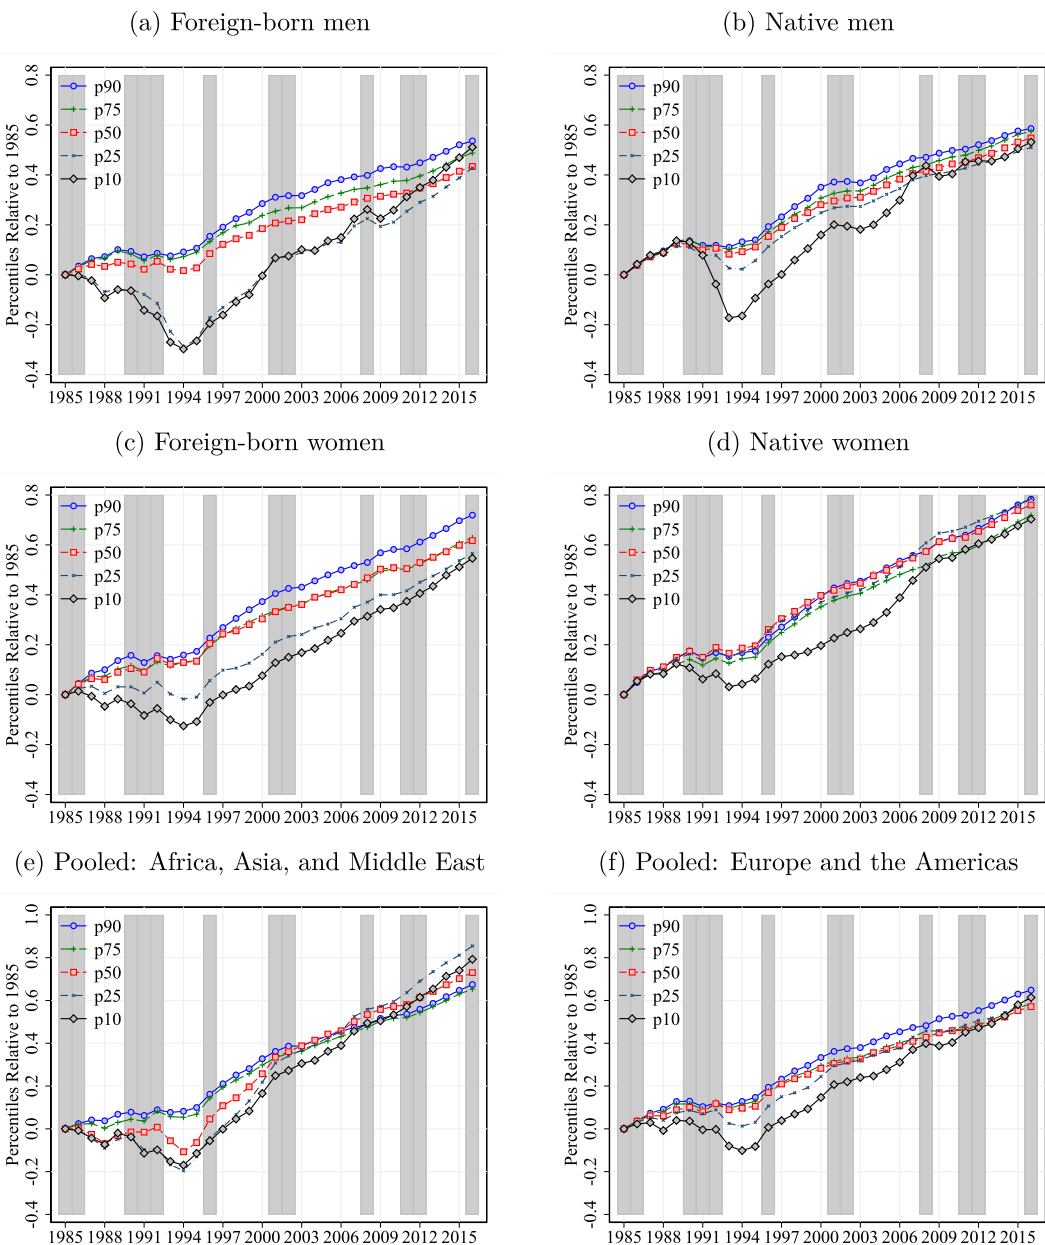 (a) Foreign-born men
Percentiles Relative to 1985
0.8
0.6
0.4
0.2
0.0
-0.2
-0.4
p90
p75
p50
p25
p10
1985 1988 1991 1994 1997 2000 2003 2006 2009 2012 2015
(b) Native men
Percentiles Relative to 1985
0.8
0.6
0.4
0.2
0.0
-0.2
-0.4
p90
p75
p50
p25
p10
1985 1988 1991 1994 1997 2000 2003 2006 2009 2012 2015
(c) Foreign-born women
Percentiles Relative to 1985
0.8
0.6
0.4
0.2
0.0
-0.2
-0.4
p90
p75
p50
p25
p10
1985 1988 1991 1994 1997 2000 2003 2006 2009 2012 2015
(d) Native women
Percentiles Relative to 1985
0.8
0.6
0.4
0.2
0.0
-0.2
-0.4
p90
p75
p50
p25
p10
1985 1988 1991 1994 1997 2000 2003 2006 2009 2012 2015
(e) Pooled: Africa, Asia, and Middle East
Percentiles Relative to 1985
1.0
0.8
0.6
0.4
0.2
0.0
-0.2
-0.4
p90
p75
p50
p25
p10
1985 1988 1991 1994 1997 2000 2003 2006 2009 2012 2015
(f) Pooled: Europe and the Americas
Percentiles Relative to 1985
1.0
0.8
0.6
0.4
0.2
0.0
-0.2
-0.4
p90
p75
p50
p25
p10
1985 1988 1991 1994 1997 2000 2003 2006 2009 2012 2015